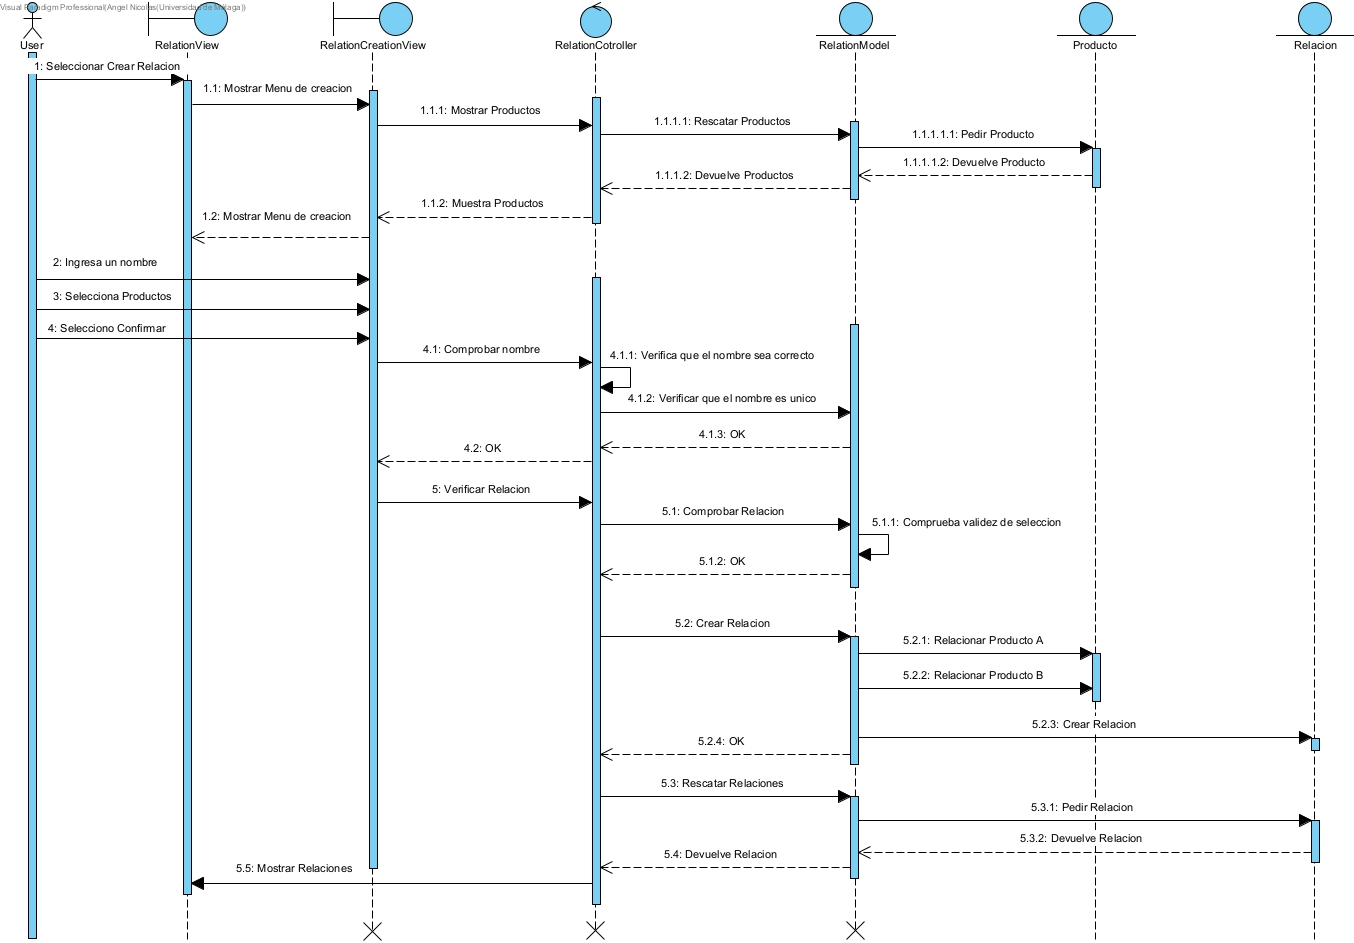 Visual Paradigm Professional(Angel Nicolas(Universidad de Malaga))
User
RelationView
RelationCreationView
RelationCotroller
RelationModel
Producto
Relacion
1: Seleccionar Crear Relacion
1.1: Mostrar Menu de creacion
1.1.1: Mostrar Productos
1.1.1.1: Rescatar Productos
1.1.1.1.1: Pedir Producto
1.1.1.1.2: Devuelve Producto
1.1.1.2: Devuelve Productos
1.1.2: Muestra Productos
1.2: Mostrar Menu de creacion
2: Ingresa un nombre
3: Selecciona Productos
4: Selecciono Confirmar
4.1: Comprobar nombre
4.1.1: Verifica que el nombre sea correcto
4.1.2: Verificar que el nombre es unico
4.1.3: OK
4.2: OK
5: Verificar Relacion
5.1: Comprobar Relacion
5.1.1: Comprueba validez de seleccion
5.1.2: OK
5.2: Crear Relacion
5.2.1: Relacionar Producto A
5.2.2: Relacionar Producto B
5.2.3: Crear Relacion
5.2.4: OK
5.3: Rescatar Relaciones
5.3.1: Pedir Relacion
5.3.2: Devuelve Relacion
5.4: Devuelve Relacion
5.5: Mostrar Relaciones